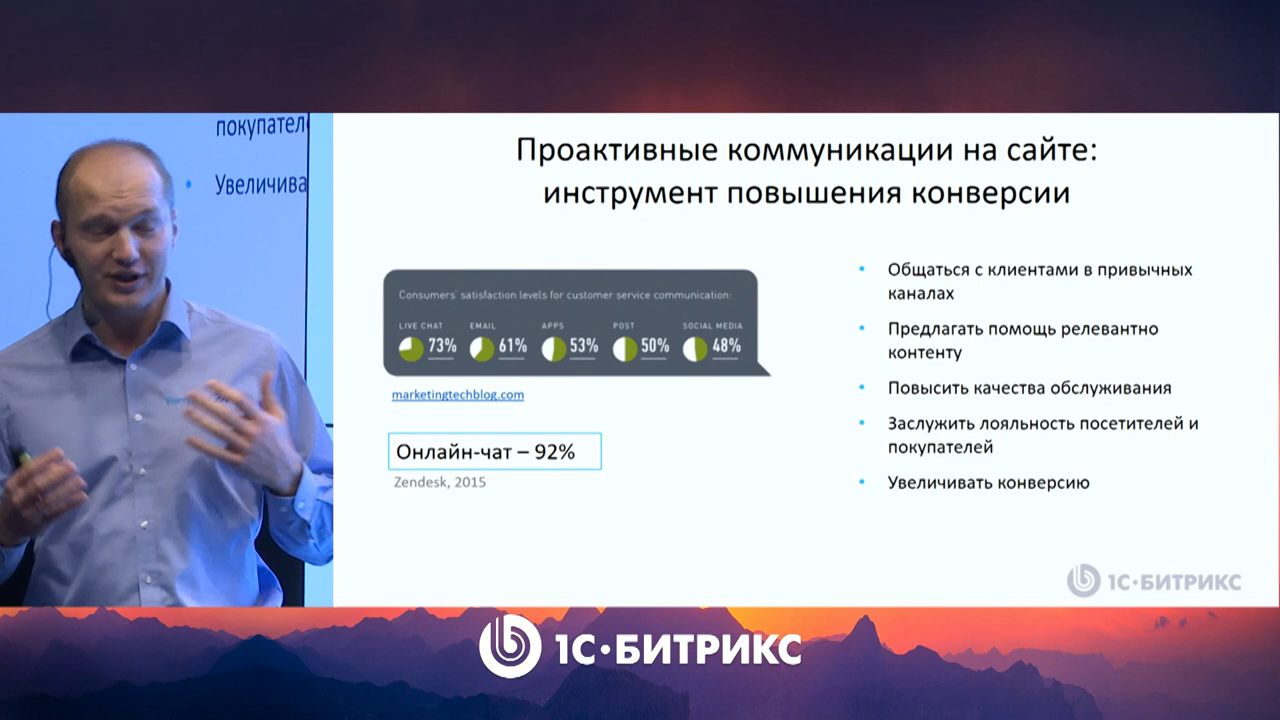 покупател
Увеличива
Проактивные коммуникации на сайте:
инструмент повышения конверсии
Consumers' satisfaction levels for customer service communication:
LIVE CHAT 73%
EMAIL 61%
APPS 53%
POST 50%
SOCIAL MEDIA 48%
marketingtechblog.com
Онлайн-чат – 92%
Zendesk, 2015
Общаться с клиентами в привычных
каналах
Предлагать помощь релевантно
контенту
Повысить качества обслуживания
Заслужить лояльность посетителей и
покупателей
Увеличивать конверсию
1С·БИТРИКС
1С·БИТРИКС